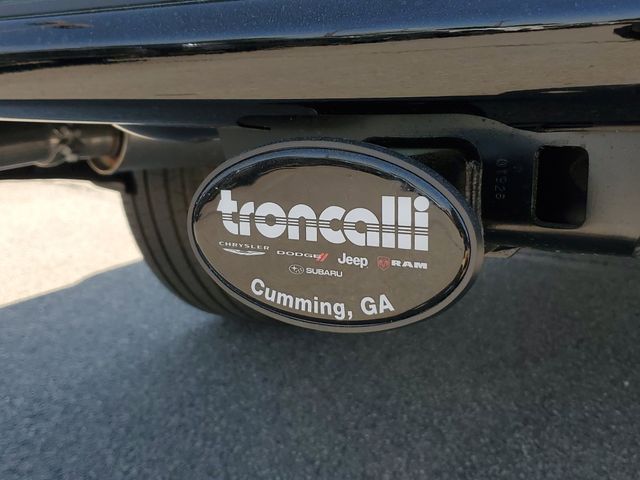 troncalli
CHRYSLER DODGE Jeep RAM
SUBARU
Cumming, GA